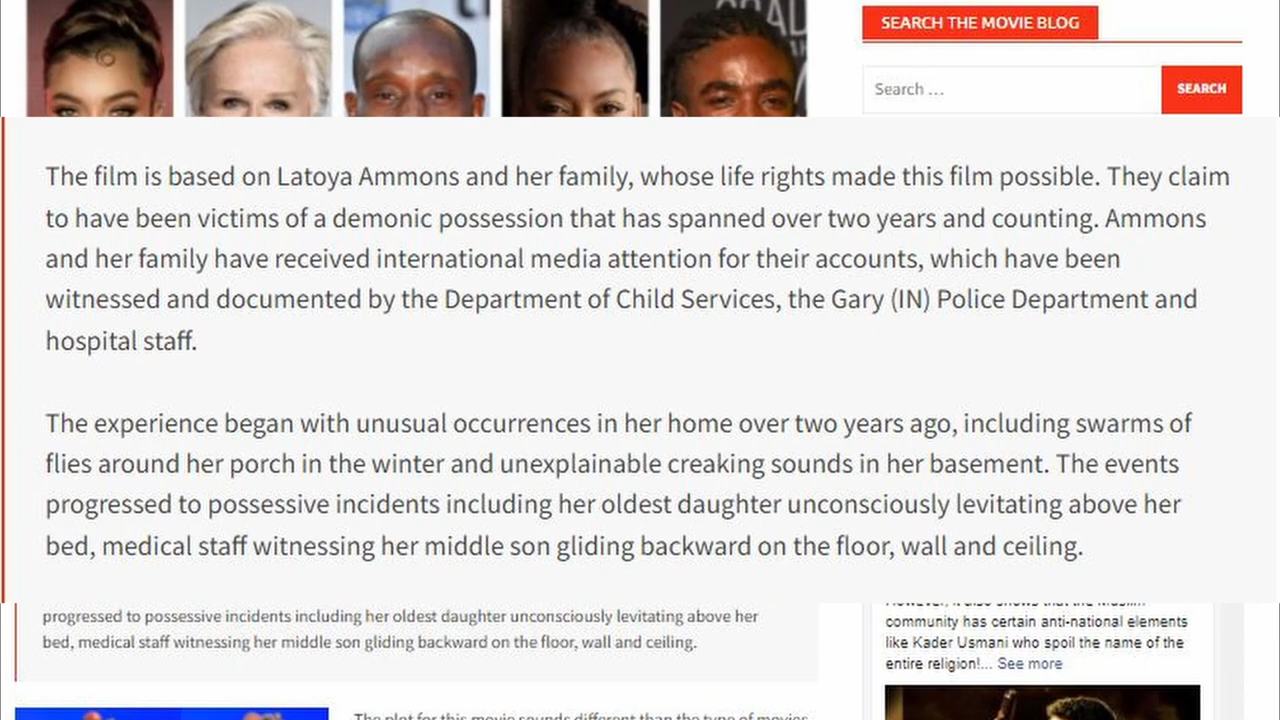 SEARCH THE MOVIE BLOG
Search …
SEARCH
The film is based on Latoya Ammons and her family, whose life rights made this film possible. They claim
to have been victims of a demonic possession that has spanned over two years and counting. Ammons
and her family have received international media attention for their accounts, which have been
witnessed and documented by the Department of Child Services, the Gary (IN) Police Department and
hospital staff.
The experience began with unusual occurrences in her home over two years ago, including swarms of
flies around her porch in the winter and unexplainable creaking sounds in her basement. The events
progressed to possessive incidents including her oldest daughter unconsciously levitating above her
bed, medical staff witnessing her middle son gliding backward on the floor, wall and ceiling.
progressed to possessive incidents including her oldest daughter unconsciously levitating above her
bed, medical staff witnessing her middle son gliding backward on the floor, wall and ceiling.
However, it also shows that the Muslim
community has certain anti-national elements
like Kader Usmani who spoil the name of the
entire religion!... See more
The plot for this movie sounds different than the type of movies